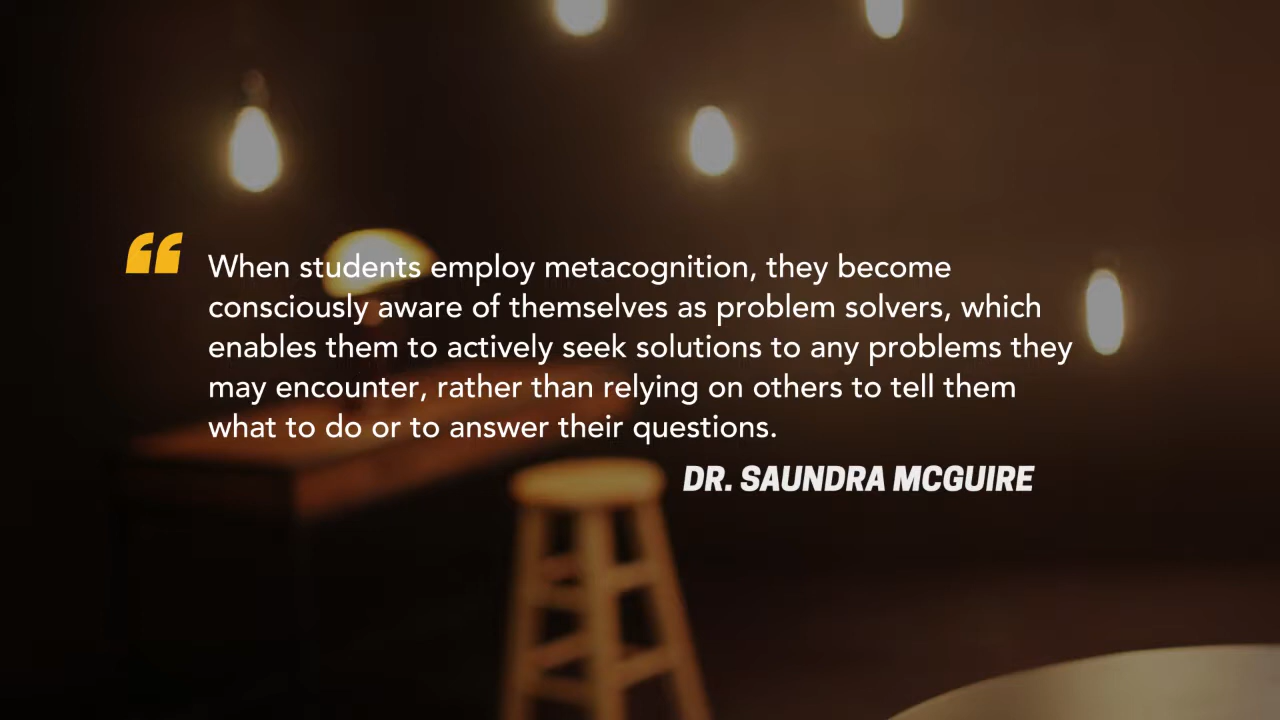 “
When students employ metacognition, they become
consciously aware of themselves as problem solvers, which
enables them to actively seek solutions to any problems they
may encounter, rather than relying on others to tell them
what to do or to answer their questions.
DR. SAUNDRA MCGUIRE